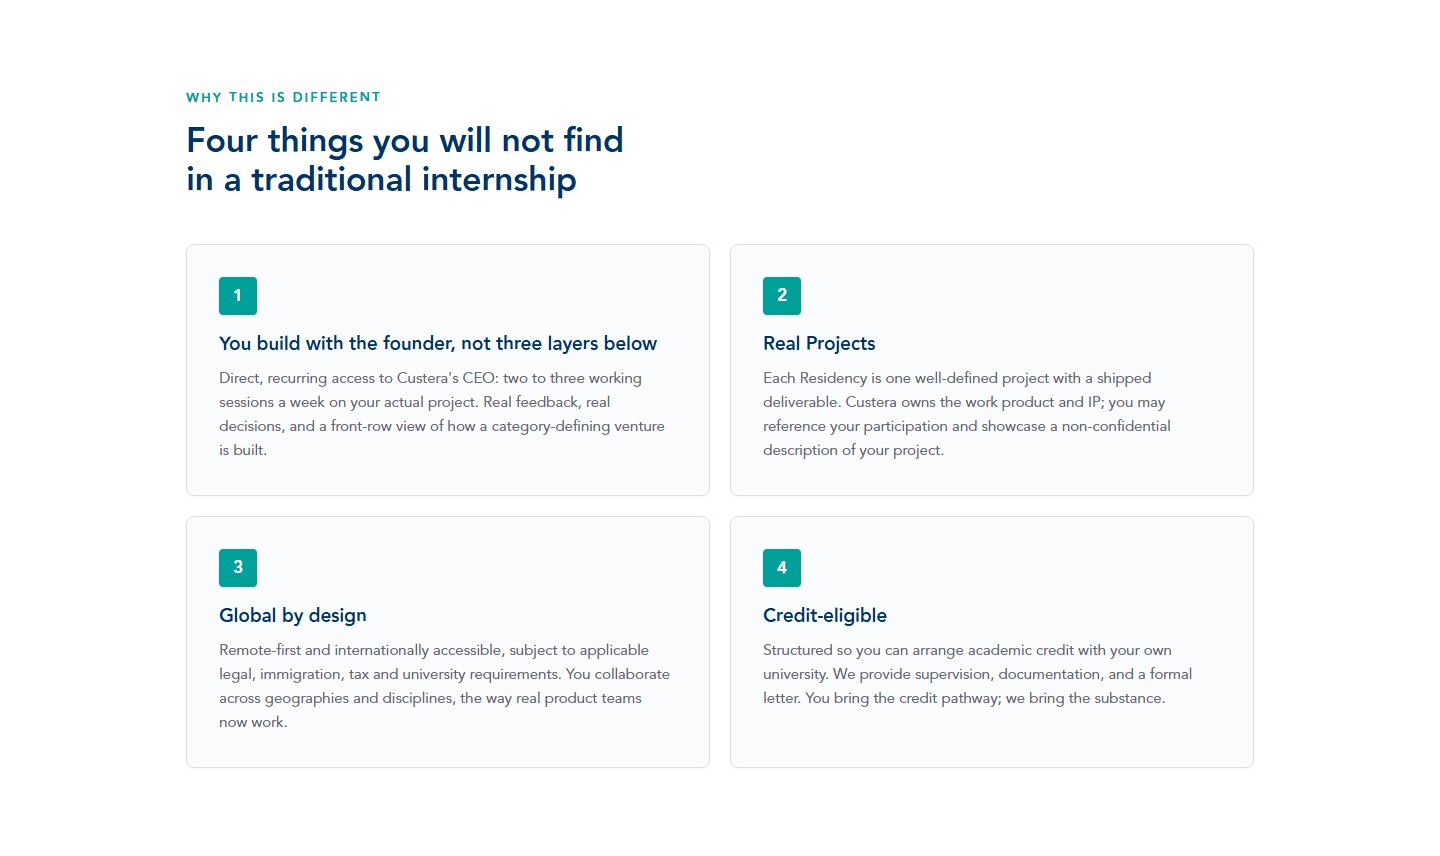 WHY THIS IS DIFFERENT
Four things you will not find
in a traditional internship
1
You build with the founder, not three layers below
Direct, recurring access to Custera's CEO: two to three working
sessions a week on your actual project. Real feedback, real
decisions, and a front-row view of how a category-defining venture
is built.
2
Real Projects
Each Residency is one well-defined project with a shipped
deliverable. Custera owns the work product and IP; you may
reference your participation and showcase a non-confidential
description of your project.
3
Global by design
Remote-first and internationally accessible, subject to applicable
legal, immigration, tax and university requirements. You collaborate
across geographies and disciplines, the way real product teams
now work.
4
Credit-eligible
Structured so you can arrange academic credit with your own
university. We provide supervision, documentation, and a formal
letter. You bring the credit pathway; we bring the substance.